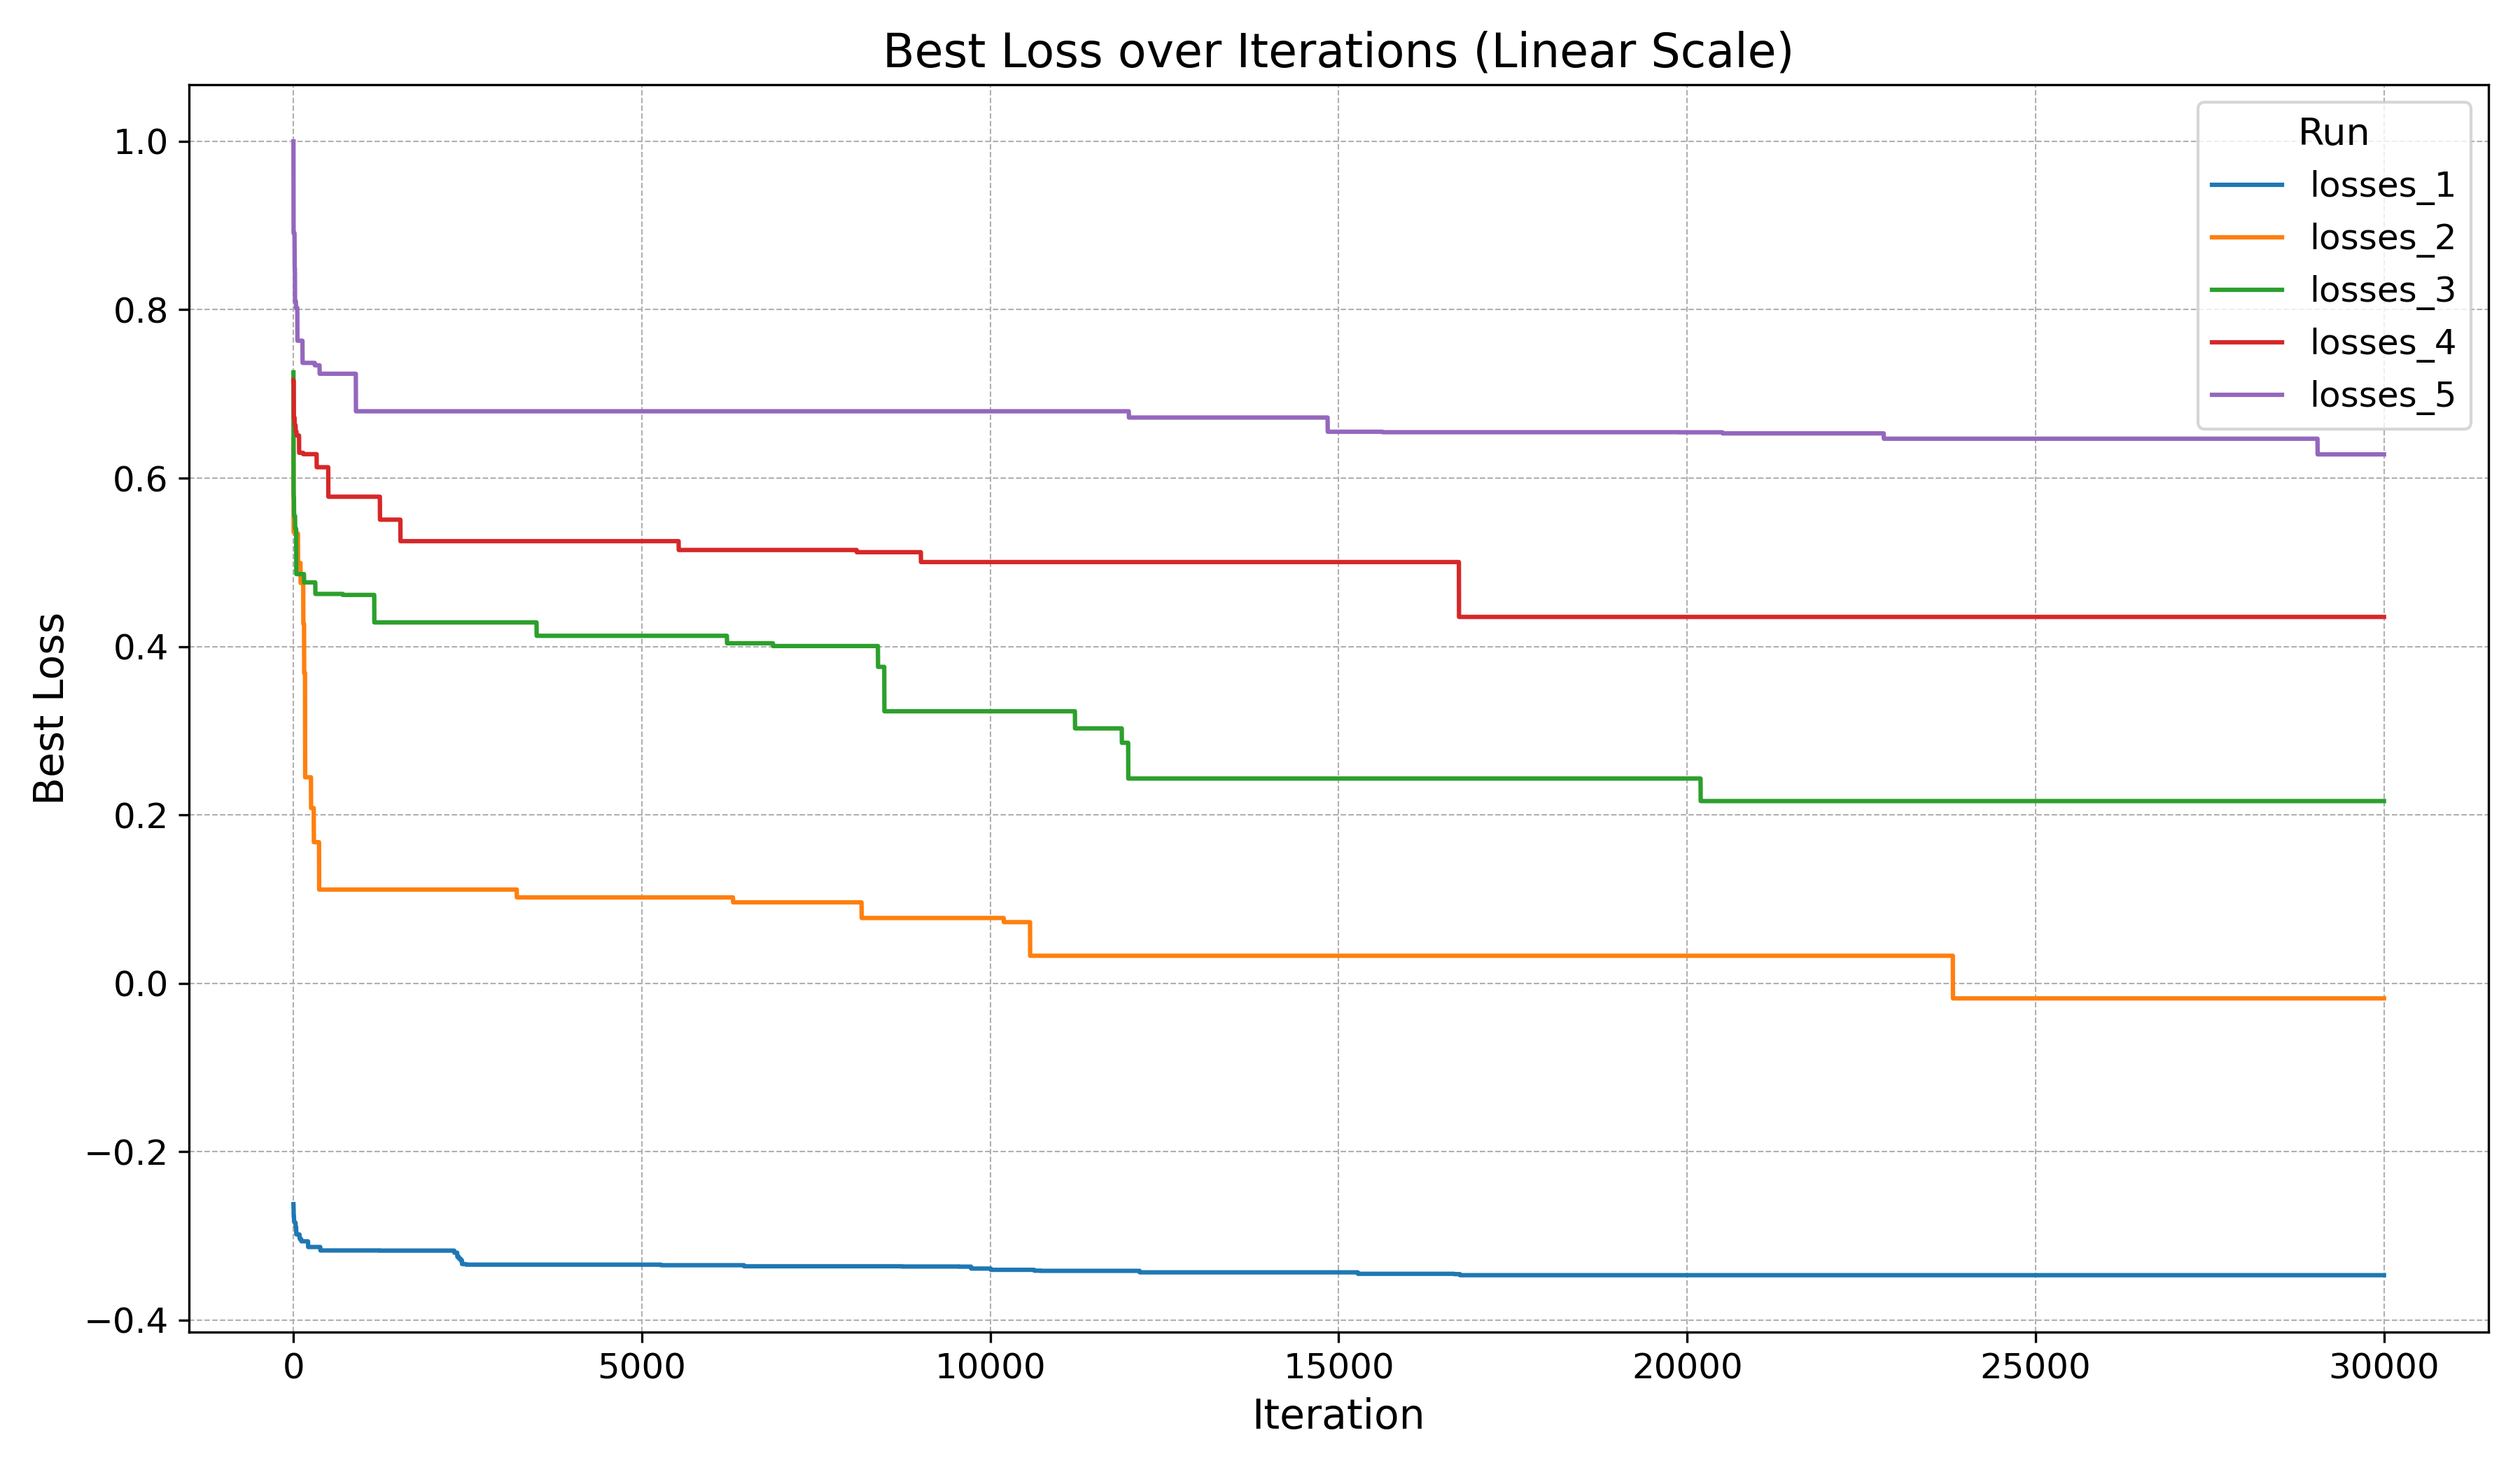 Best Loss over Iterations (Linear Scale)
Best Loss
1.0
0.8
0.6
0.4
0.2
0.0
−0.2
−0.4
0
5000
10000
15000
20000
25000
30000
Iteration
Run
losses_1
losses_2
losses_3
losses_4
losses_5